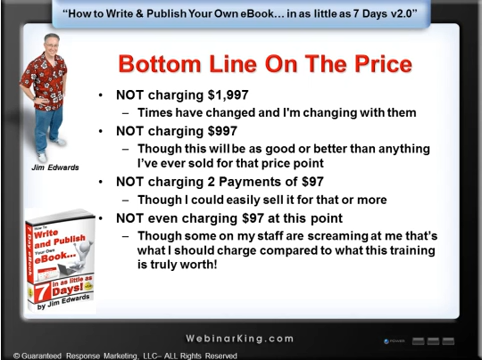 “How to Write & Publish Your Own eBook... in as little as 7 Days v2.0”
Bottom Line On The Price
• NOT charging $1,997
– Times have changed and I'm changing with them
• NOT charging $997
– Though this will be as good or better than anything
I've ever sold for that price point
• NOT charging 2 Payments of $97
– Though I could easily sell it for that or more
• NOT even charging $97 at this point
– Though some on my staff are screaming at me that's
what I should charge compared to what this training
is truly worth!
Jim Edwards
How To
Write
and Publish
Your Own
eBook...
7 in as little as
Days!
by Jim Edwards
WebinarKing.com
© Guaranteed Response Marketing, LLC– ALL Rights Reserved